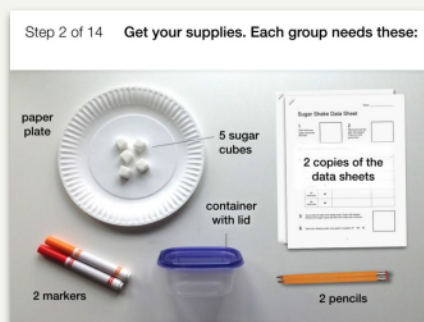 Step 2 of 14 Get your supplies. Each group needs these:
paper
plate
5 sugar
cubes
Sugar Shake Data Sheet
2 copies of the
data sheets
container
with lid
2 markers
2 pencils